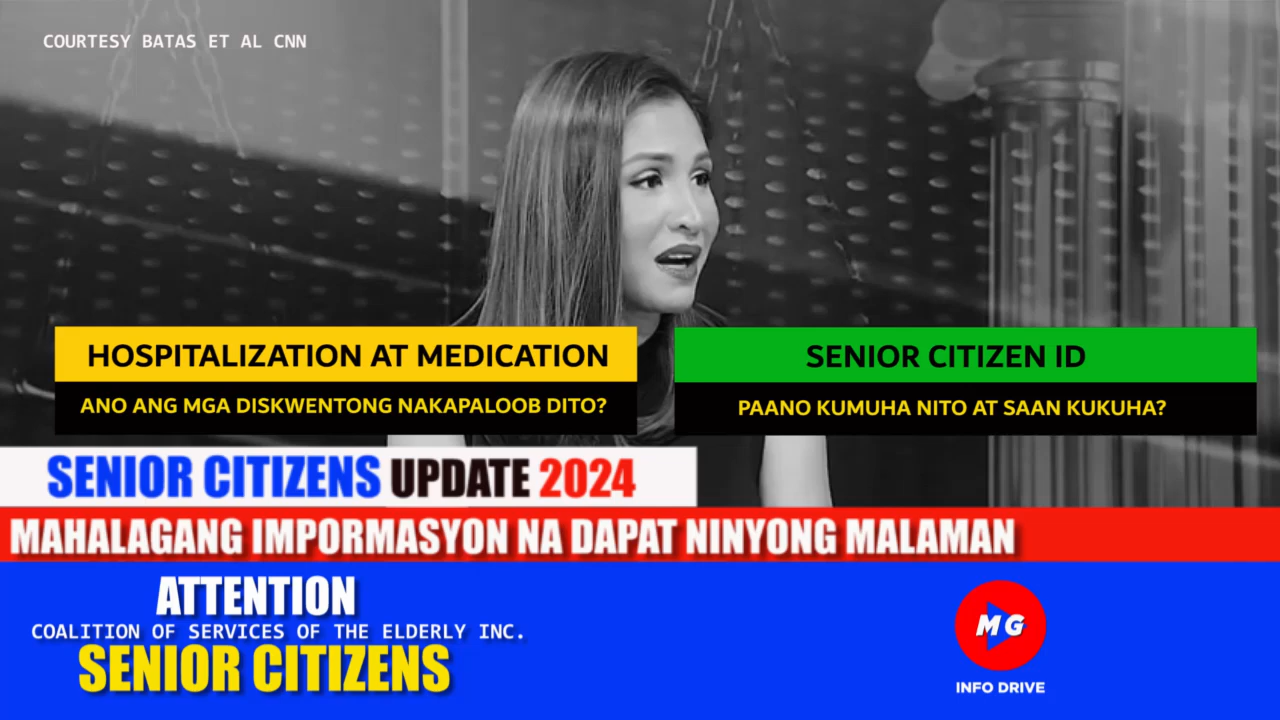 COURTESY BATAS ET AL CNN
HOSPITALIZATION AT MEDICATION
ANO ANG MGA DISKWENTONG NAKAPALOOB DITO?
SENIOR CITIZEN ID
PAANO KUMUHA NITO AT SAAN KUKUHA?
SENIOR CITIZENS UPDATE 2024
MAHALAGANG IMPORMASYON NA DAPAT NINYONG MALAMAN
ATTENTION
COALITION OF SERVICES OF THE ELDERLY INC.
SENIOR CITIZENS
MG
INFO DRIVE